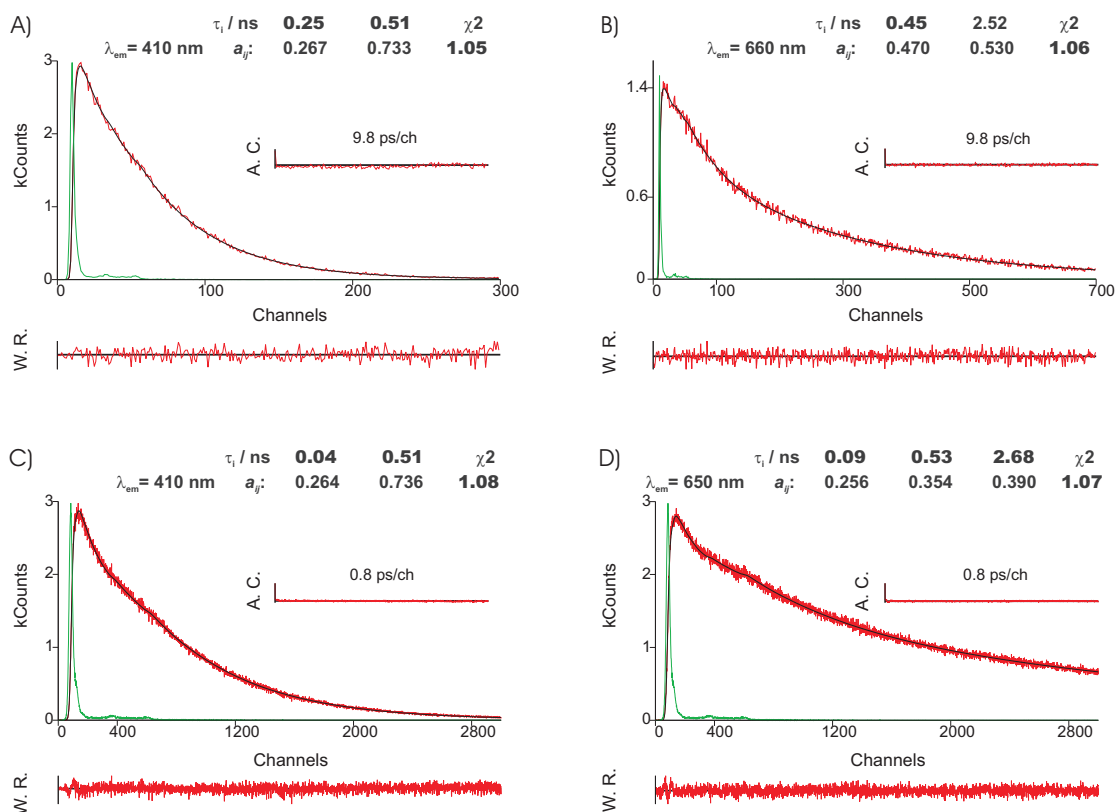 A)
τi / ns 0.25 0.51 χ2
λem= 410 nm aij: 0.267 0.733 1.05
3
2
1
0
kCounts
A. C.
9.8 ps/ch
0 100 200 300
Channels
W. R.
B)
τi / ns 0.45 2.52 χ2
λem= 660 nm aij: 0.470 0.530 1.06
1.4
0.6
0
kCounts
A. C.
9.8 ps/ch
0 100 300 500 700
Channels
W. R.
C)
τi / ns 0.04 0.51 χ2
λem= 410 nm aij: 0.264 0.736 1.08
3
2
1
0
kCounts
A. C.
0.8 ps/ch
0 400 1200 2000 2800
Channels
W. R.
D)
τi / ns 0.09 0.53 2.68 χ2
λem= 650 nm aij: 0.256 0.354 0.390 1.07
3
2
1
0
kCounts
A. C.
0.8 ps/ch
0 400 1200 2000 2800
Channels
W. R.